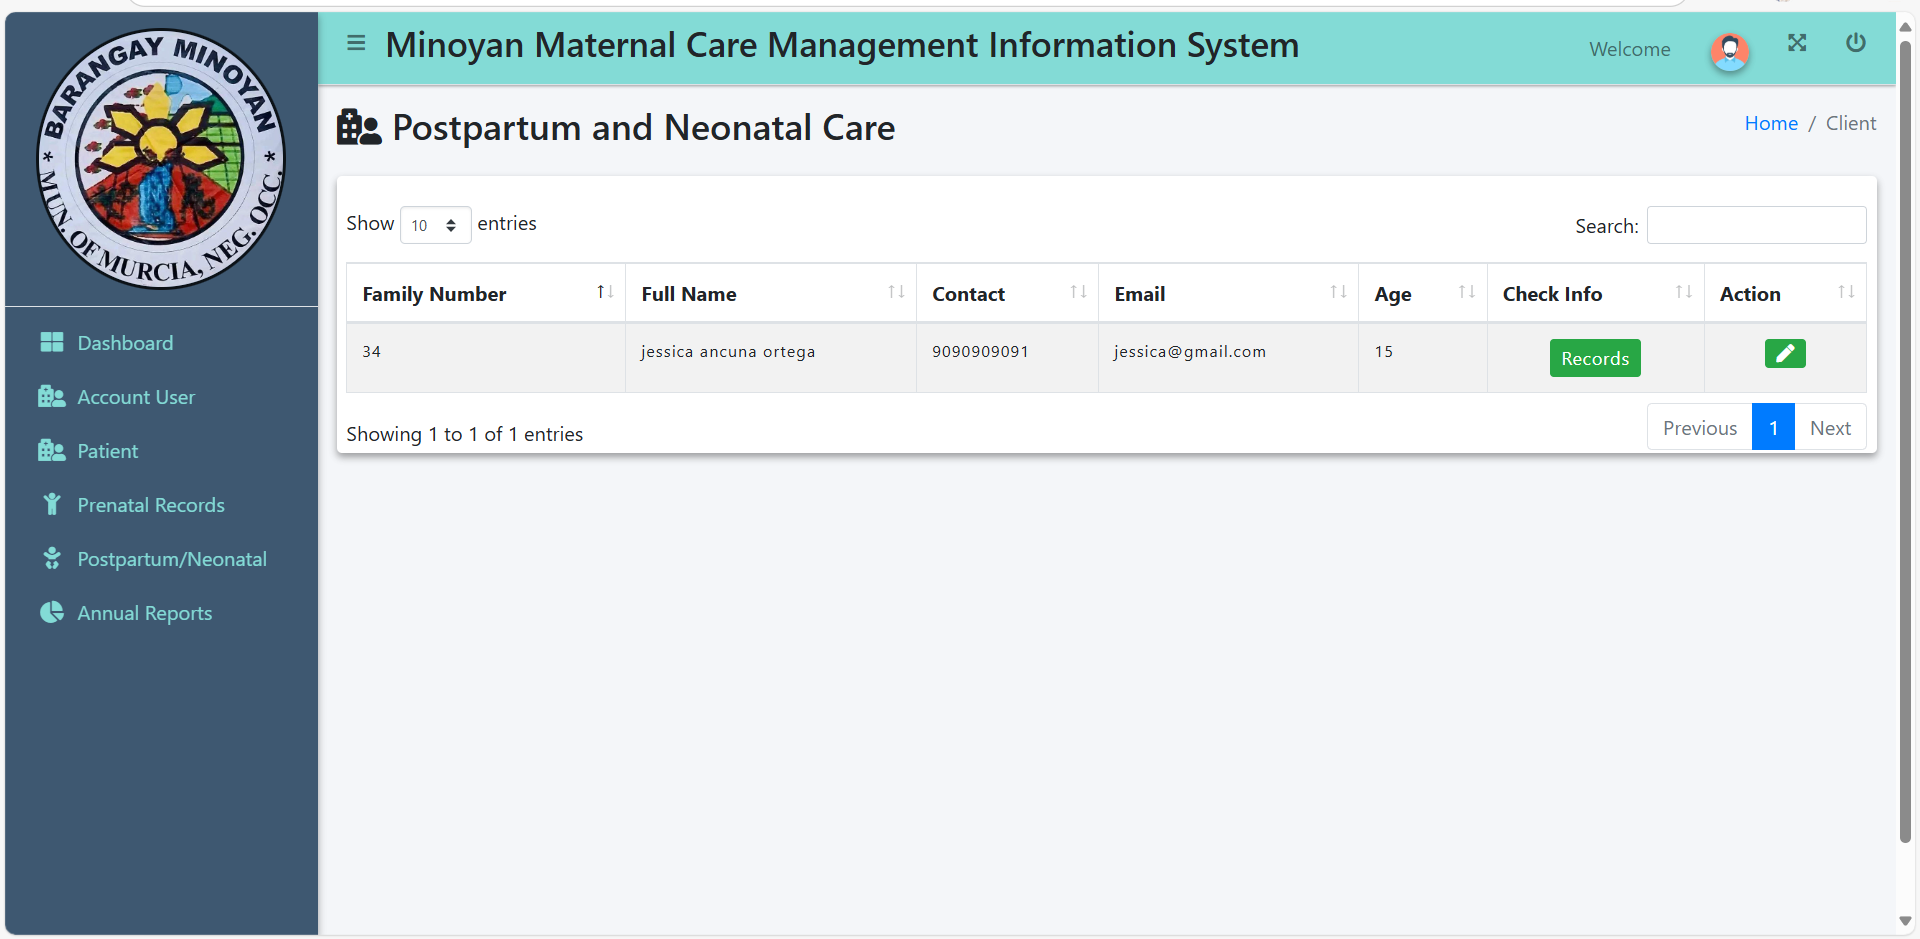 BARANGAY MINOYAN
* MUN. OF MURCIA, NEG. OCC. *
Minoyan Maternal Care Management Information System
Welcome
Postpartum and Neonatal Care
Home / Client
Dashboard
Account User
Patient
Prenatal Records
Postpartum/Neonatal
Annual Reports
Show 10 entries
Search:
Family Number Full Name Contact Email Age Check Info Action
34 jessica ancuna ortega 9090909091 jessica@gmail.com 15 Records
Showing 1 to 1 of 1 entries
Previous 1 Next